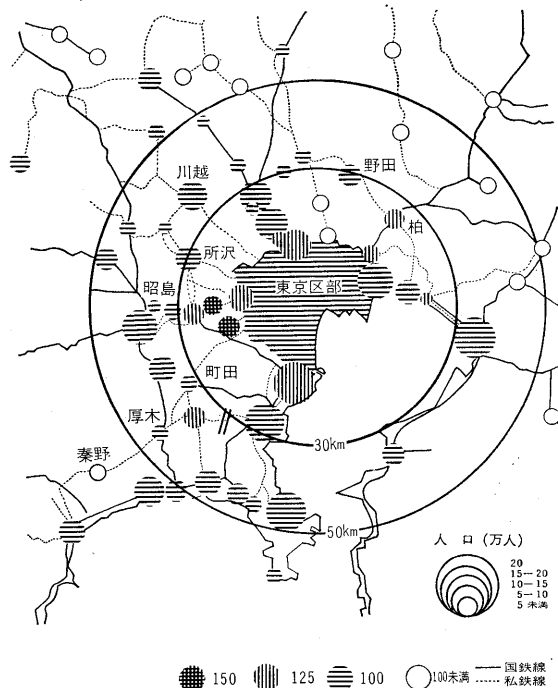 川越
野田
柏
所沢
昭島
東京区部
町田
厚木
秦野
30km
50km
人 口 (万人)
20
15-20
10-15
5-10
5 未満
150 125 100 100未満
国鉄線
私鉄線